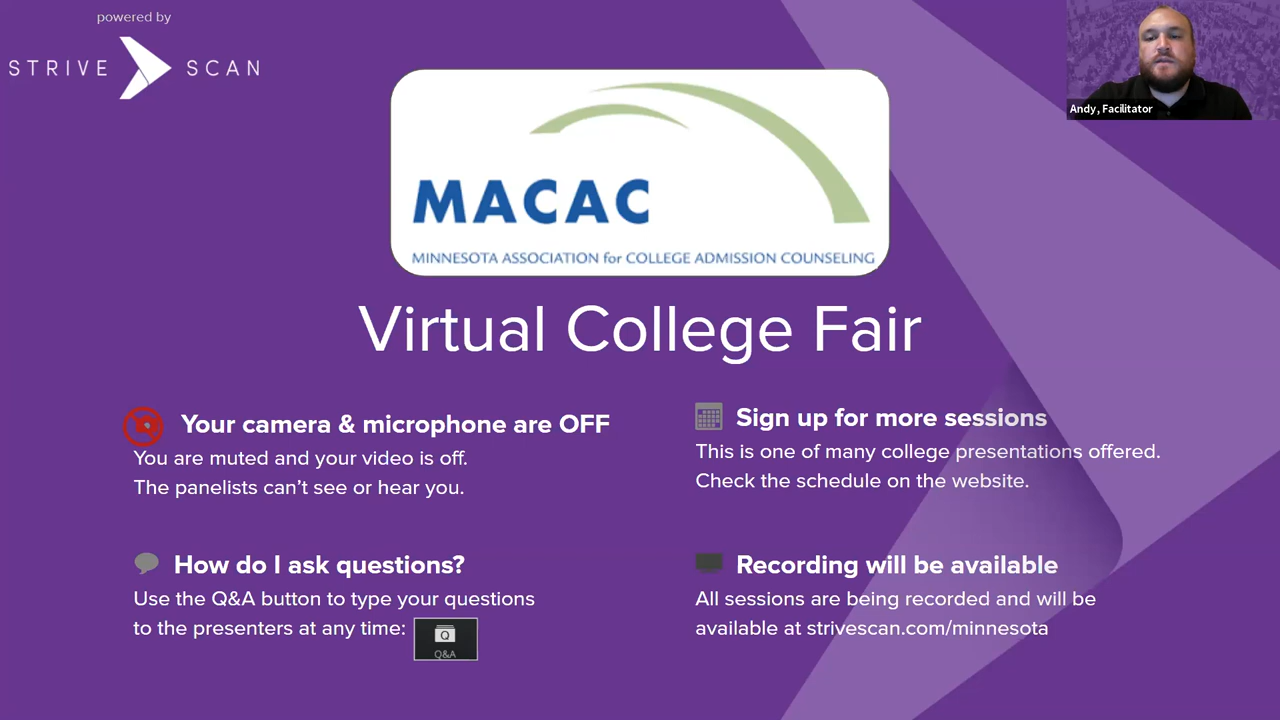 powered by
STRIVE SCAN
Andy, Facilitator
MACAC
MINNESOTA ASSOCIATION for COLLEGE ADMISSION COUNSELING
Virtual College Fair
Your camera & microphone are OFF
You are muted and your video is off.
The panelists can’t see or hear you.
Sign up for more sessions
This is one of many college presentations offered.
Check the schedule on the website.
How do I ask questions?
Use the Q&A button to type your questions
to the presenters at any time:
Q
Q&A
Recording will be available
All sessions are being recorded and will be
available at strivescan.com/minnesota